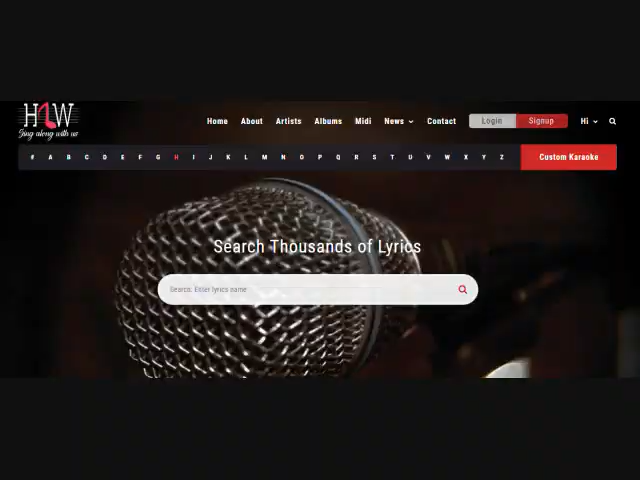 HLW
Sing along with us
Home About Artists Albums Midi News Contact Login Signup Hi
# A B C D E F G H I J K L M N O P Q R S T U V W X Y Z Custom Karaoke
Search Thousands of Lyrics
Search: Enter lyrics name